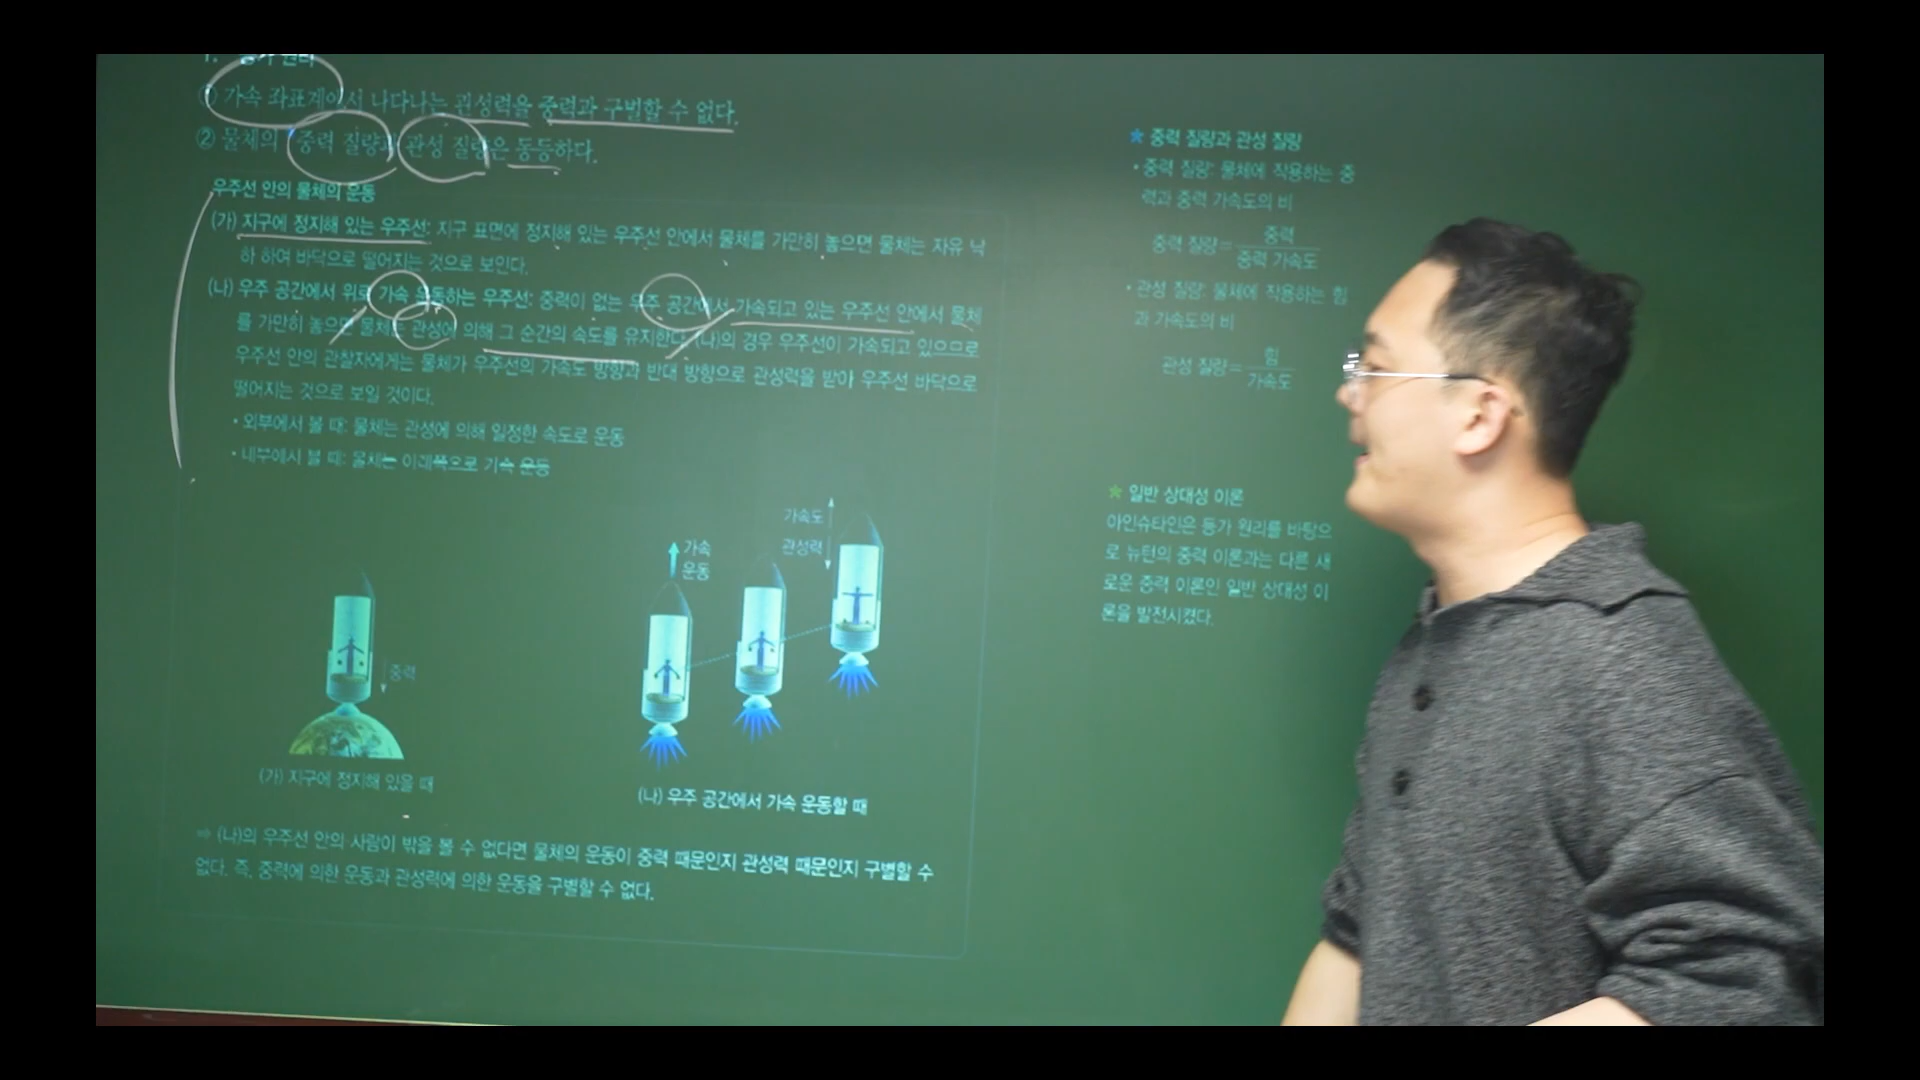 1. 등가 원리
① 가속 좌표계에서 나타나는 관성력을 중력과 구별할 수 없다.
② 물체의 중력 질량과 관성 질량은 동등하다.
우주선 안의 물체의 운동
(가) 지구에 정지해 있는 우주선: 지구 표면에 정지해 있는 우주선 안에서 물체를 가만히 놓으면 물체는 자유 낙
하 하여 바닥으로 떨어지는 것으로 보인다.
(나) 우주 공간에서 위로 가속 운동하는 우주선: 중력이 없는 우주 공간에서 가속되고 있는 우주선 안에서 물체
를 가만히 놓으면 물체는 관성에 의해 그 순간의 속도를 유지한다. (나)의 경우 우주선이 가속되고 있으므로
우주선 안의 관찰자에게는 물체가 우주선의 가속도 방향과 반대 방향으로 관성력을 받아 우주선 바닥으로
떨어지는 것으로 보일 것이다.
• 외부에서 볼 때: 물체는 관성에 의해 일정한 속도로 운동
• 내부에서 볼 때: 물체는 아래쪽으로 가속 운동
중력
(가) 지구에 정지해 있을 때
가속
운동
가속도
관성력
(나) 우주 공간에서 가속 운동할 때
⇒ (나)의 우주선 안의 사람이 밖을 볼 수 없다면 물체의 운동이 중력 때문인지 관성력 때문인지 구별할 수
없다. 즉, 중력에 의한 운동과 관성력에 의한 운동을 구별할 수 없다.
* 중력 질량과 관성 질량
• 중력 질량: 물체에 작용하는 중
력과 중력 가속도의 비
중력 질량=중력/중력 가속도
• 관성 질량: 물체에 작용하는 힘
과 가속도의 비
관성 질량=힘/가속도
* 일반 상대성 이론
아인슈타인은 등가 원리를 바탕으
로 뉴턴의 중력 이론과는 다른 새
로운 중력 이론인 일반 상대성 이
론을 발전시켰다.